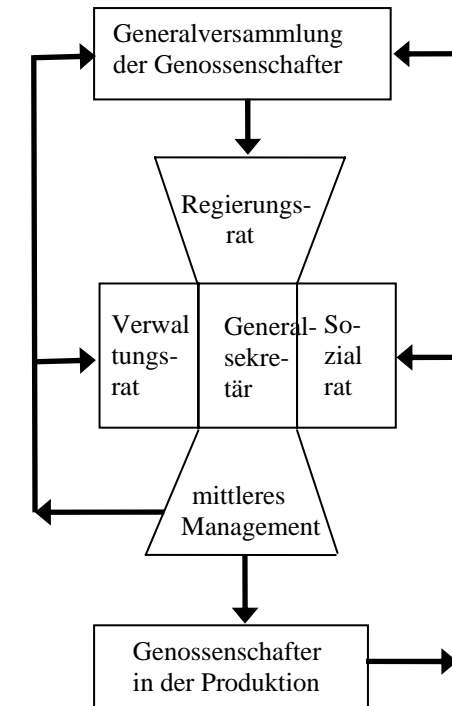 Generalversammlung
der Genossenschafter
Regierungs-
rat
Verwal
tungs-
rat
General-
sekre-
tär
So-
zial
rat
mittleres
Management
Genossenschafter
in der Produktion